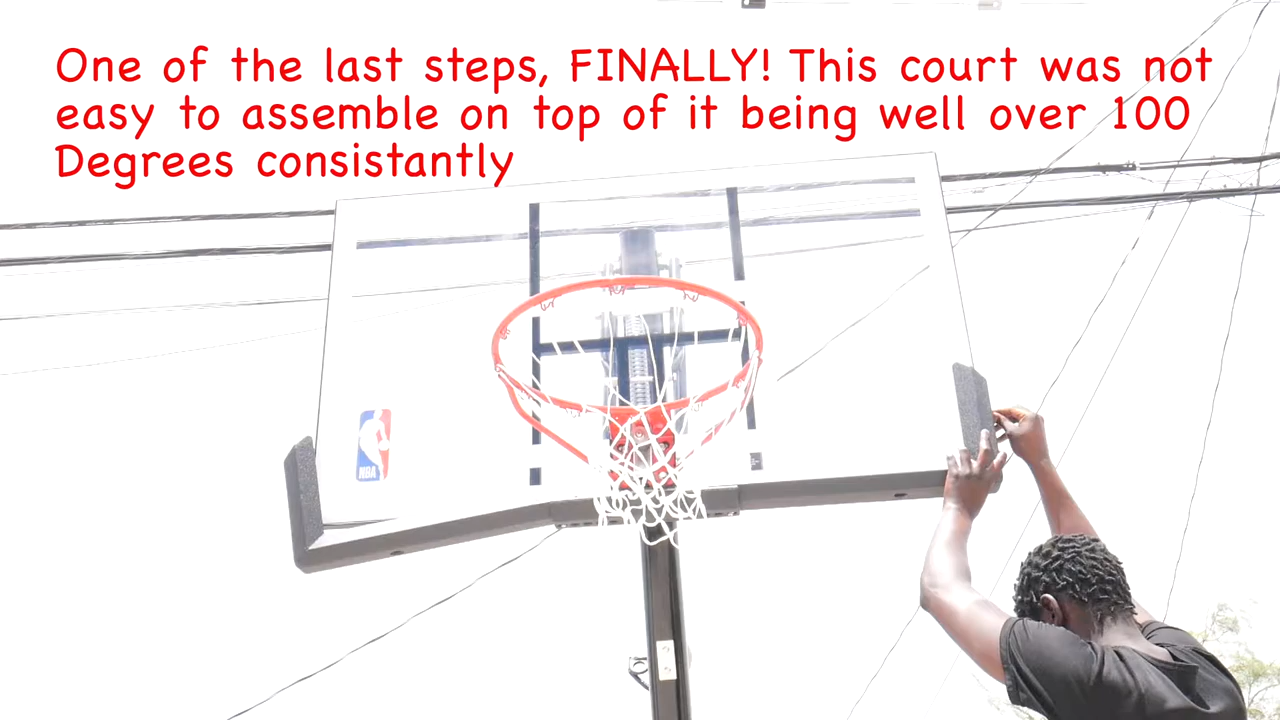 One of the last steps, FINALLY! This court was not
easy to assemble on top of it being well over 100
Degrees consistantly
NBA